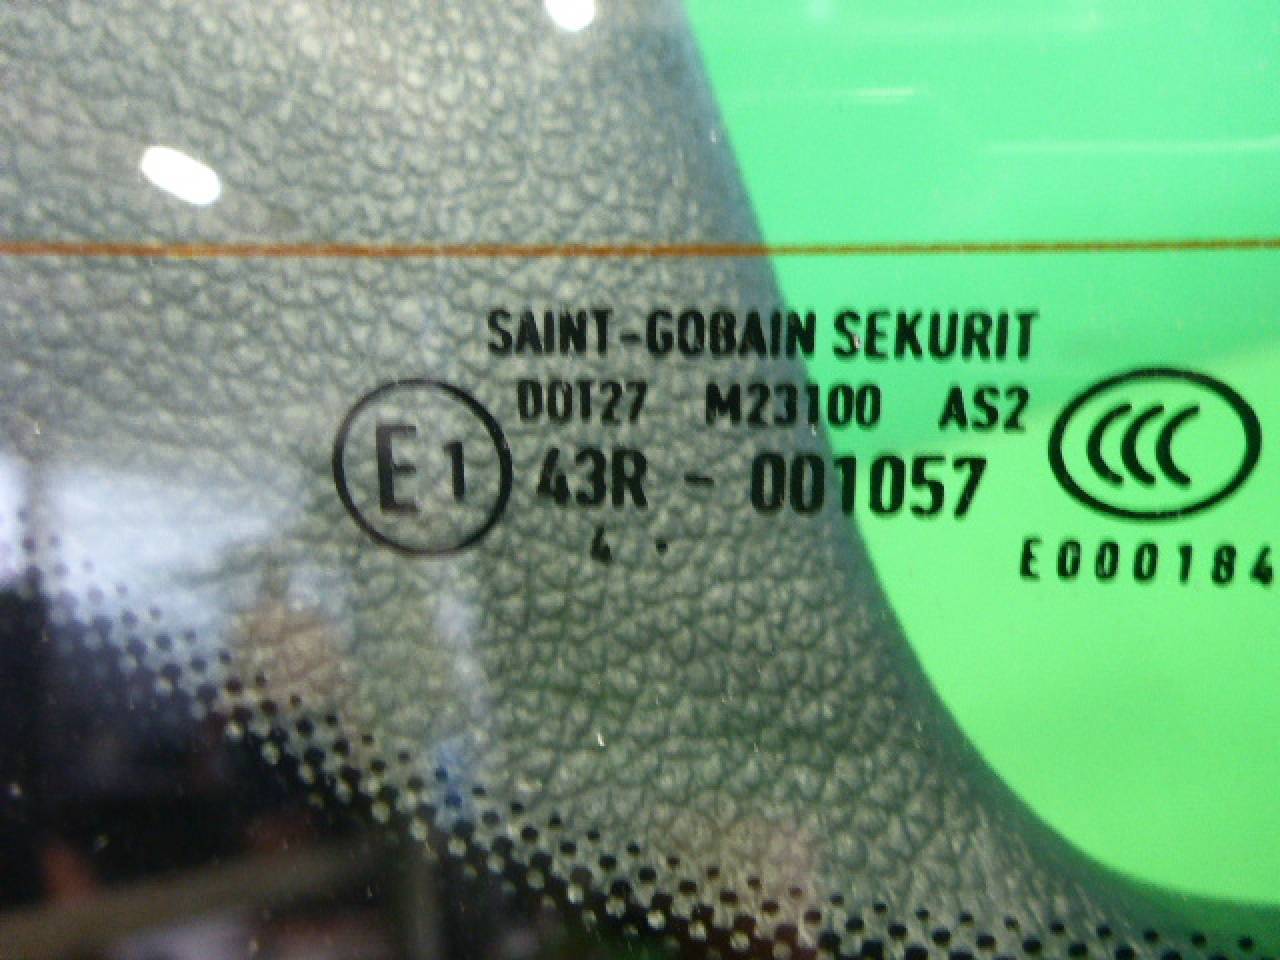 SAINT-GOBAIN SEKURIT
DOT27 M23100 AS2
E1 43R - 001057
4 .
CCC
E000184